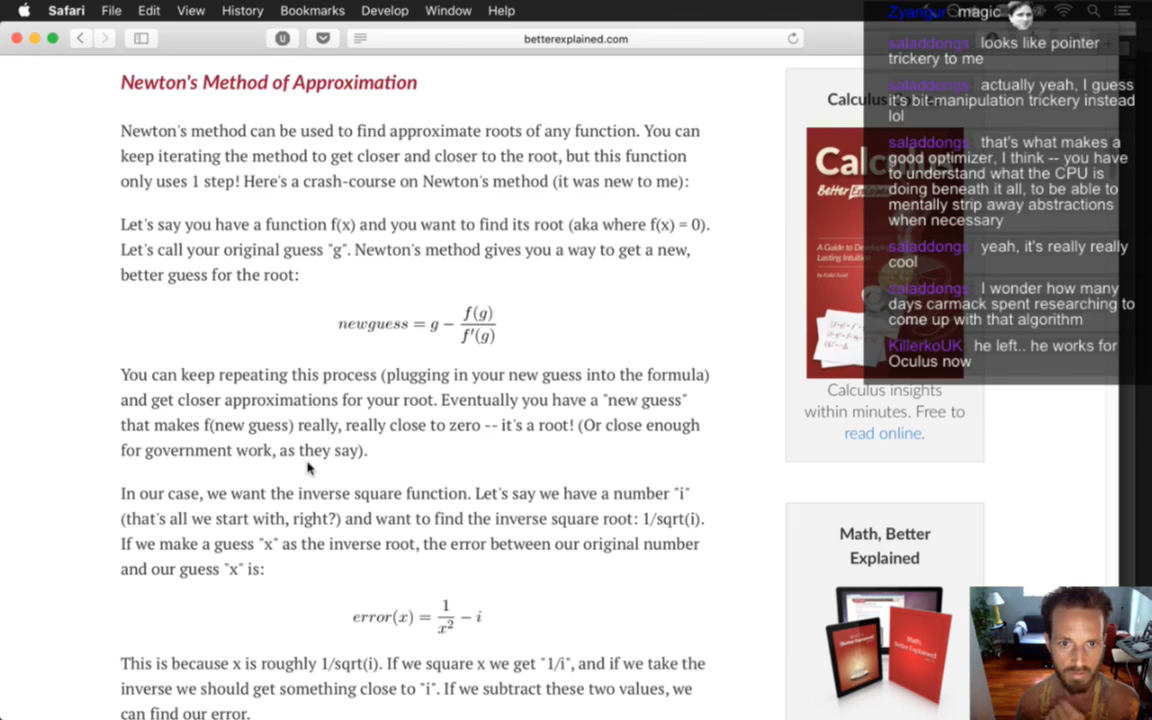 Safari File Edit View History Bookmarks Develop Window Help
betterexplained.com
Newton's Method of Approximation
Newton's method can be used to find approximate roots of any function. You can
keep iterating the method to get closer and closer to the root, but this function
only uses 1 step! Here's a crash-course on Newton's method (it was new to me):
Let's say you have a function f(x) and you want to find its root (aka where f(x) = 0).
Let's call your original guess "g". Newton's method gives you a way to get a new,
better guess for the root:
newguess = g − f(g) / f'(g)
You can keep repeating this process (plugging in your new guess into the formula)
and get closer approximations for your root. Eventually you have a "new guess"
that makes f(new guess) really, really close to zero -- it's a root! (Or close enough
for government work, as they say).
In our case, we want the inverse square function. Let's say we have a number "i"
(that's all we start with, right?) and want to find the inverse square root: 1/sqrt(i).
If we make a guess "x" as the inverse root, the error between our original number
and our guess "x" is:
error(x) = 1 / x² − i
This is because x is roughly 1/sqrt(i). If we square x we get "1/i", and if we take the
inverse we should get something close to "i". If we subtract these two values, we
can find our error.
Calculus
Calc
Better
A Guide to
Lasting Intuition
Calculus insights
within minutes. Free to
read online.
Math, Better
Explained
Zyangur magic
saladdongs looks like pointer
trickery to me
saladdongs actually yeah, I guess
it's bit-manipulation trickery instead
lol
saladdongs that's what makes a
good optimizer, I think -- you have
to understand what the CPU is
doing beneath it all, to be able to
mentally strip away abstractions
when necessary
saladdongs yeah, it's really really
cool
saladdongs I wonder how many
days carmack spent researching to
come up with that algorithm
KillerkoUK he left.. he works for
Oculus now